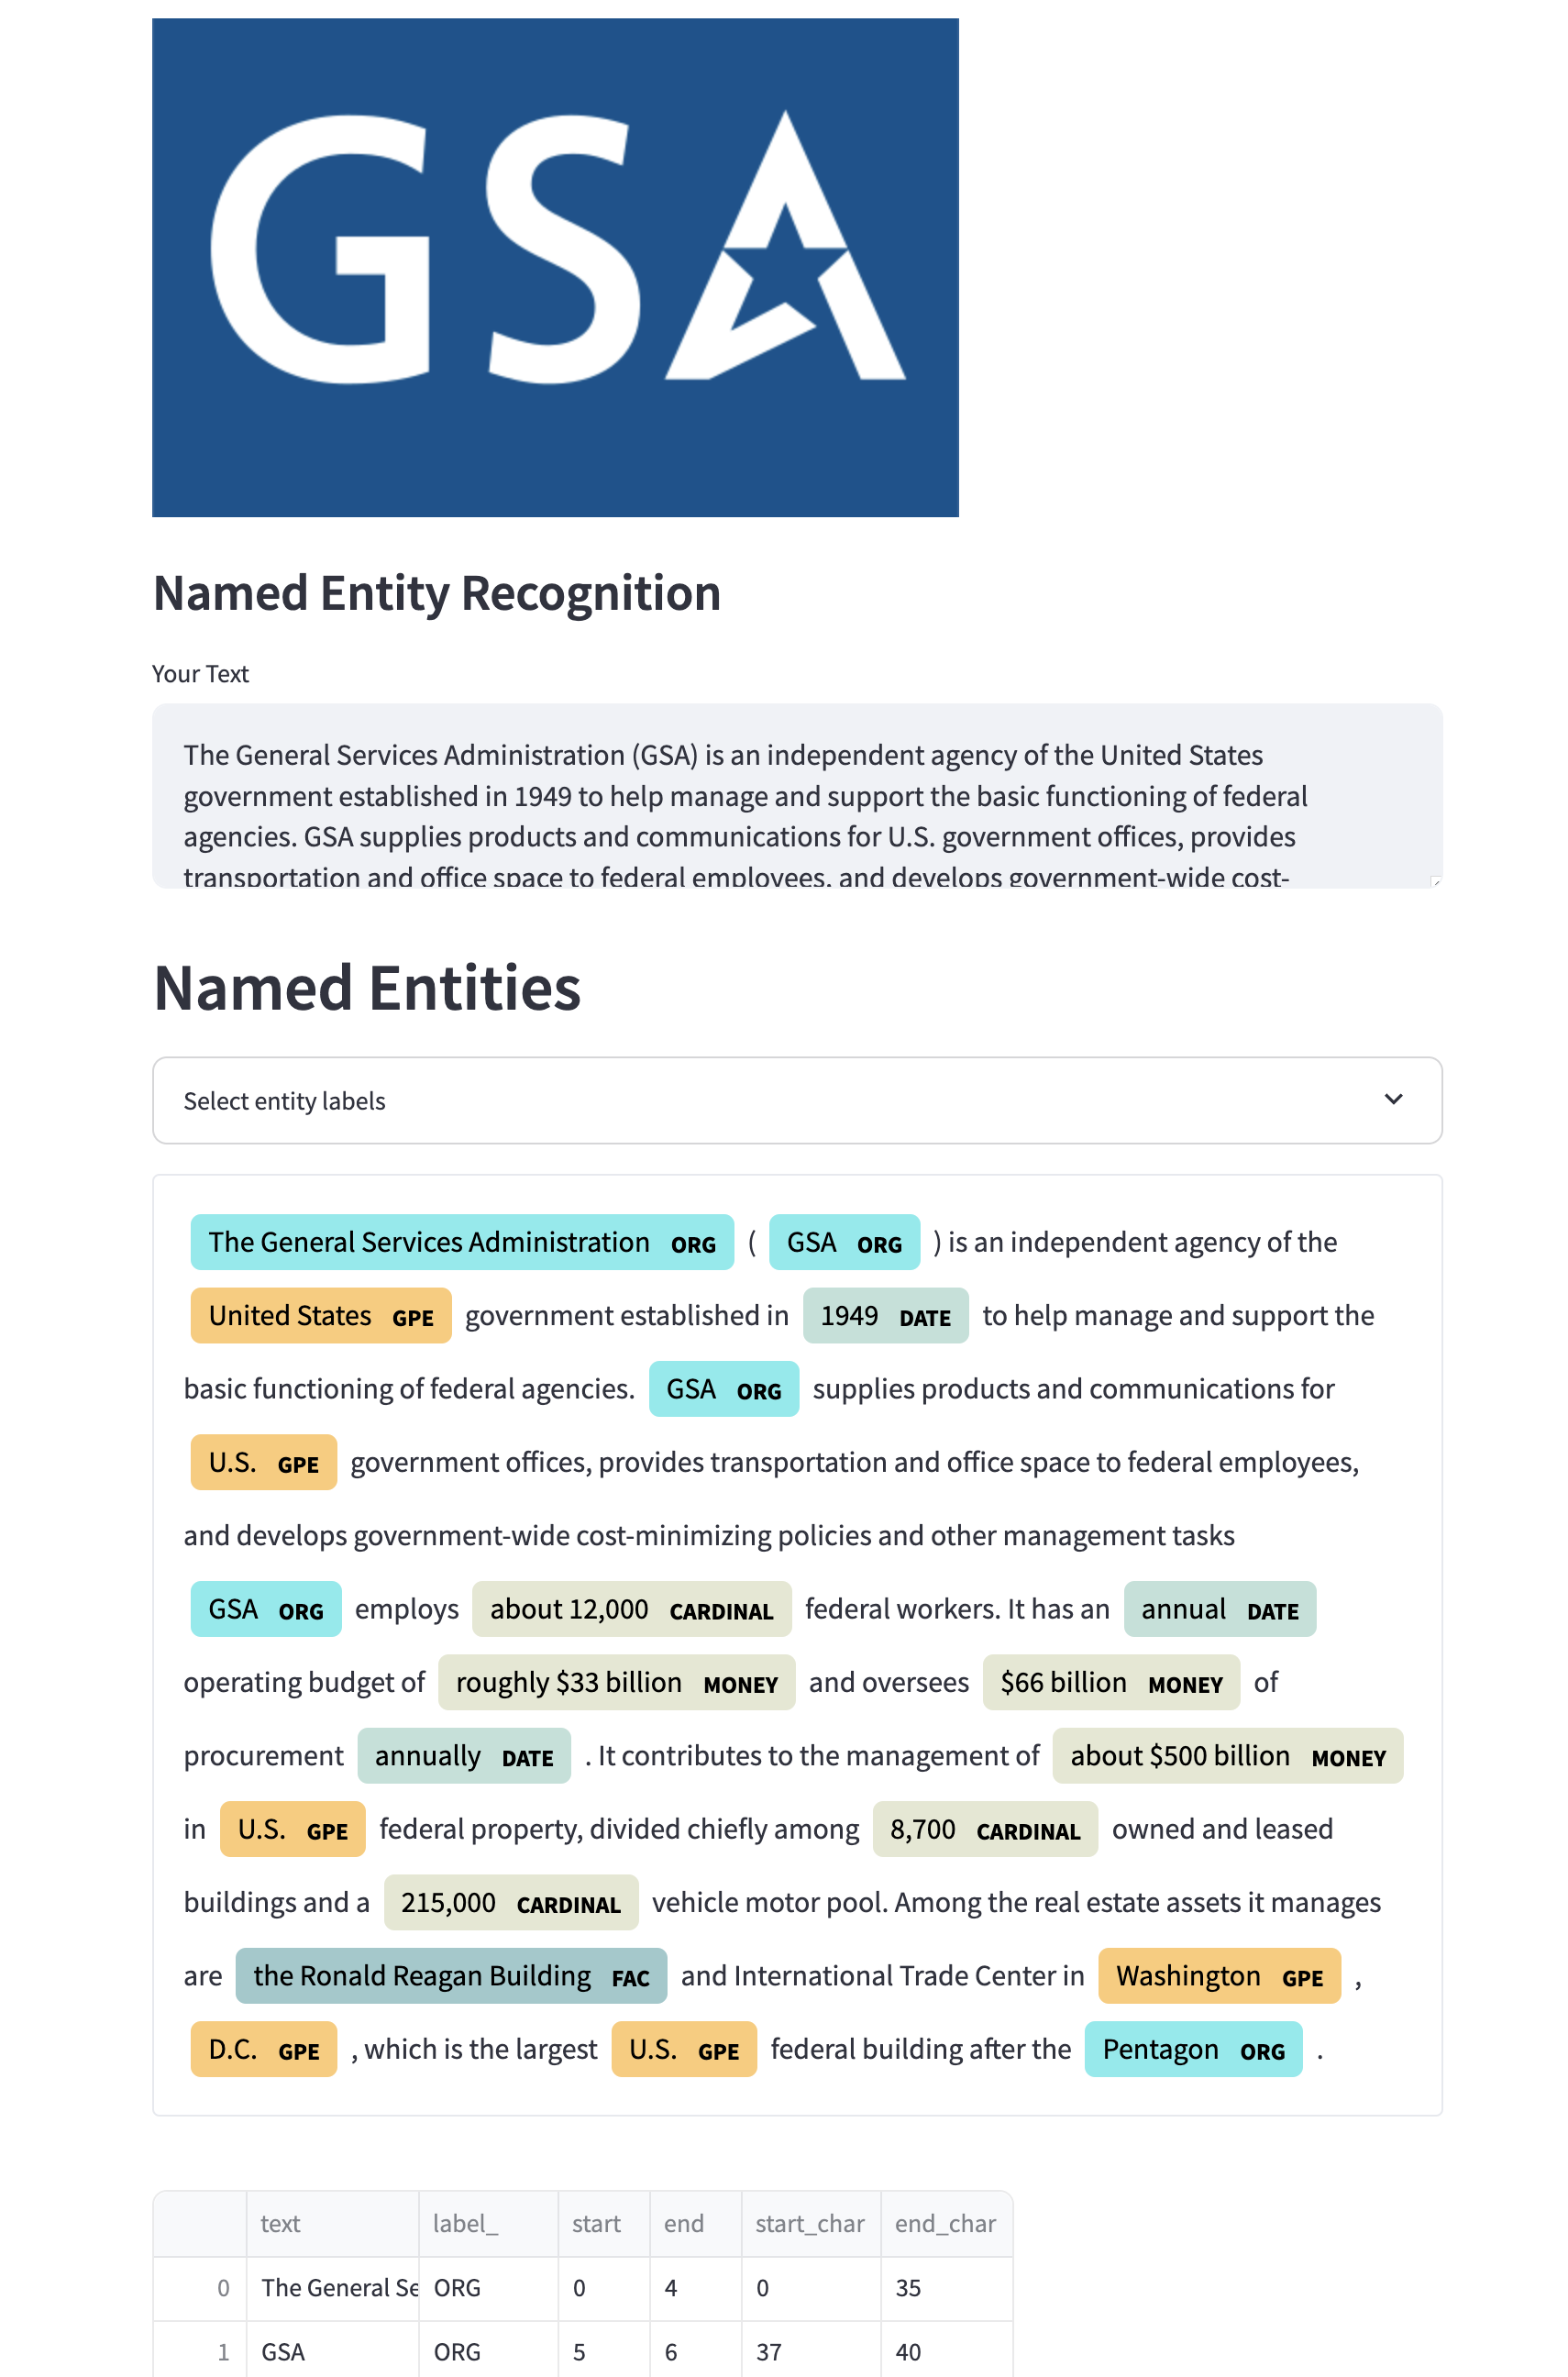 GSA
Named Entity Recognition
Your Text
The General Services Administration (GSA) is an independent agency of the United States
government established in 1949 to help manage and support the basic functioning of federal
agencies. GSA supplies products and communications for U.S. government offices, provides
transportation and office space to federal employees, and develops government-wide cost-
Named Entities
Select entity labels
The General Services Administration ORG ( GSA ORG ) is an independent agency of the
United States GPE government established in 1949 DATE to help manage and support the
basic functioning of federal agencies. GSA ORG supplies products and communications for
U.S. GPE government offices, provides transportation and office space to federal employees,
and develops government-wide cost-minimizing policies and other management tasks
GSA ORG employs about 12,000 CARDINAL federal workers. It has an annual DATE
operating budget of roughly $33 billion MONEY and oversees $66 billion MONEY of
procurement annually DATE . It contributes to the management of about $500 billion MONEY
in U.S. GPE federal property, divided chiefly among 8,700 CARDINAL owned and leased
buildings and a 215,000 CARDINAL vehicle motor pool. Among the real estate assets it manages
are the Ronald Reagan Building FAC and International Trade Center in Washington GPE ,
D.C. GPE , which is the largest U.S. GPE federal building after the Pentagon ORG .
text label_ start end start_char end_char
0 The General Se ORG 0 4 0 35
1 GSA ORG 5 6 37 40